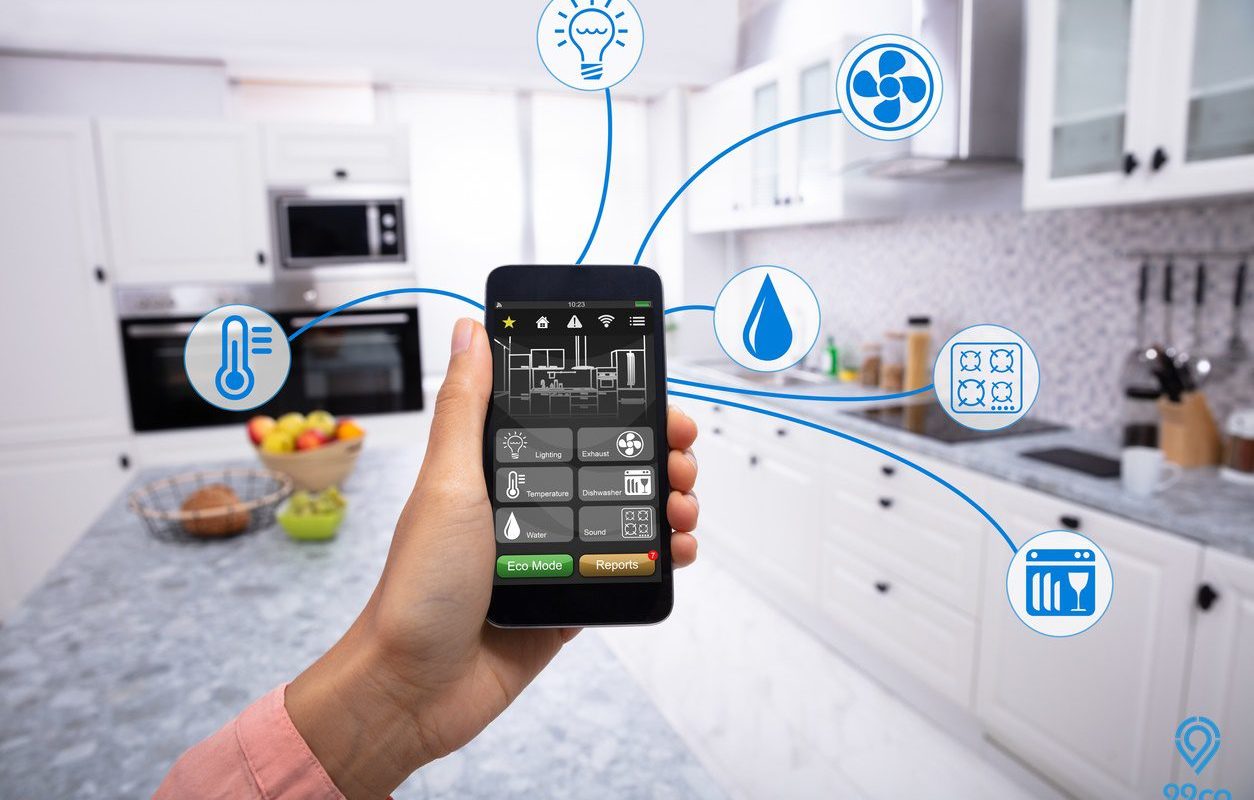 10:23
Lighting
Exhaust
Temperature
Dishwasher
Water
Sound
Eco Mode
Reports
7
99co